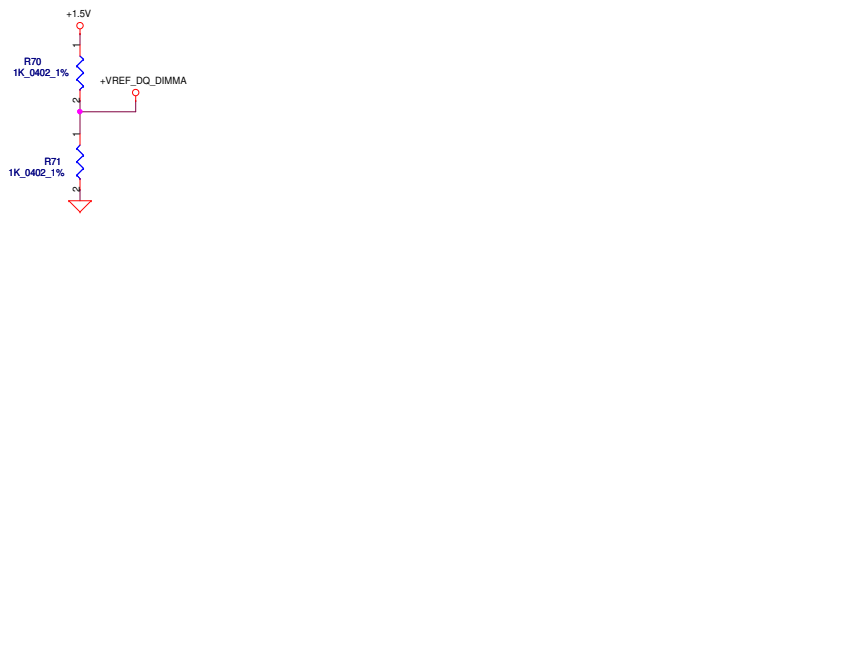 +1.5V
1
R70
1K_0402_1%
+VREF_DQ_DIMMA
2
1
R71
1K_0402_1%
2